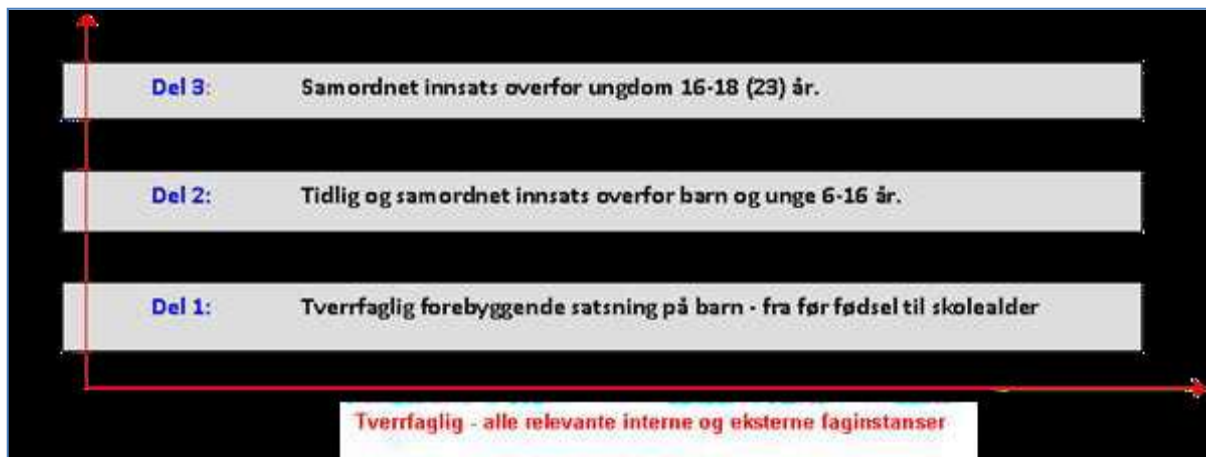 Del 3: Samordnet innsats overfor ungdom 16-18 (23) år.
Del 2: Tidlig og samordnet innsats overfor barn og unge 6-16 år.
Del 1: Tverrfaglig forebyggende satsning på barn - fra før fødsel til skolealder
Tverrfaglig - alle relevante interne og eksterne faginstanser